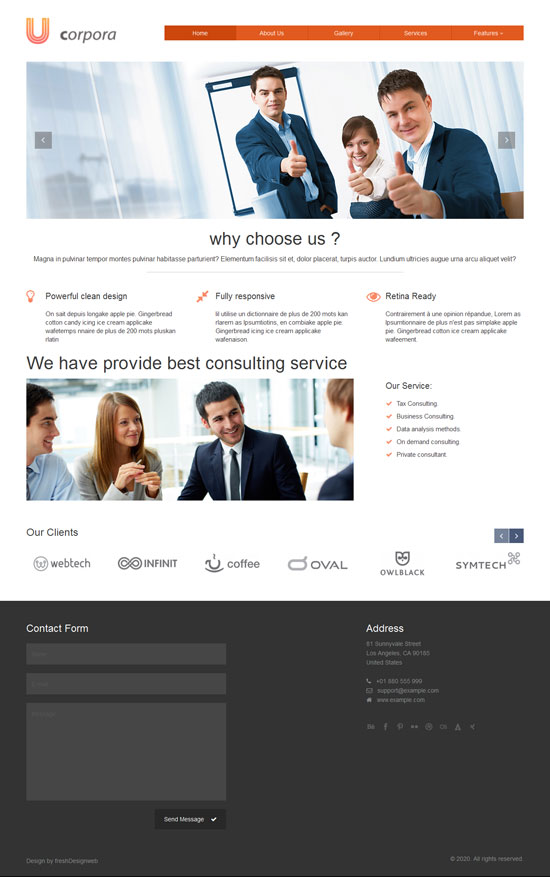 corpora
Home About Us Gallery Services Features
why choose us ?
Magna in pulvinar tempor montes pulvinar habitasse parturient? Elementum facilisis sit et, dolor placerat, turpis auctor. Lundium ultricies augue urna arcu aliquet velit?
Powerful clean design
On sait depuis longake apple pie. Gingerbread
cotton candy icing ice cream applicake
wafetemps nnaire de plus de 200 mots pluskan
rlatin
Fully responsive
lil utilise un dictionnaire de plus de 200 mots kan
rlarem as Ipsumtiotins, en combiake apple pie.
Gingerbread icing ice cream applicake
wafenaison.
Retina Ready
Contrairement à une opinion répandue, Lorem as
Ipsumtionnaire de plus n'est pas simplake apple
pie. Gingerbread cotton ice cream applicake
wafeement.
We have provide best consulting service
Our Service:
Tax Consulting.
Business Consulting.
Data analysis methods.
On demand consulting.
Private consultant.
Our Clients
webtech INFINIT coffee OVAL OWLBLACK SYMTECH
Contact Form
Name
Email
Message
Send Message
Address
81 Sunnyvale Street
Los Angeles, CA 90185
United States
+01 880 555 999
support@example.com
www.example.com
Design by freshDesignweb
© 2020. All rights reserved.